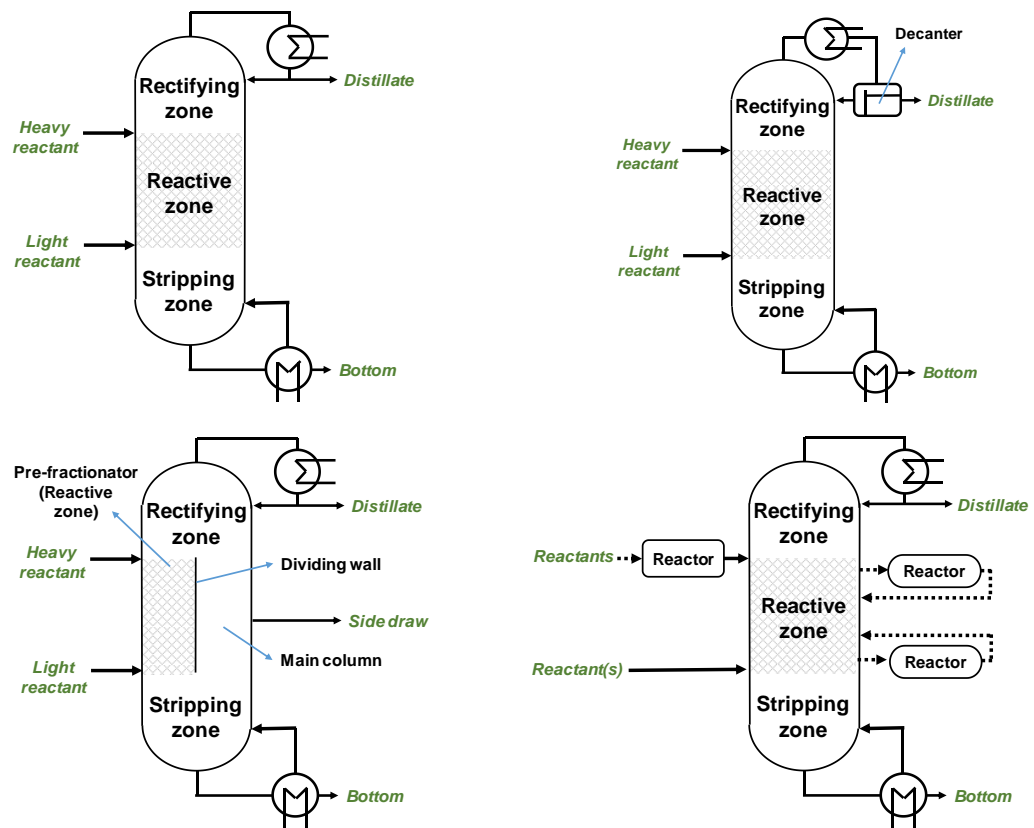 Rectifying
zone
Distillate
Heavy
reactant
Reactive
zone
Light
reactant
Stripping
zone
Bottom
Decanter
Rectifying
zone
Distillate
Heavy
reactant
Reactive
zone
Light
reactant
Stripping
zone
Bottom
Pre-fractionator
(Reactive
zone)
Rectifying
zone
Distillate
Heavy
reactant
Dividing wall
Side draw
Main column
Light
reactant
Stripping
zone
Bottom
Rectifying
zone
Distillate
Reactants
Reactor
Reactor
Reactive
zone
Reactor
Reactant(s)
Stripping
zone
Bottom